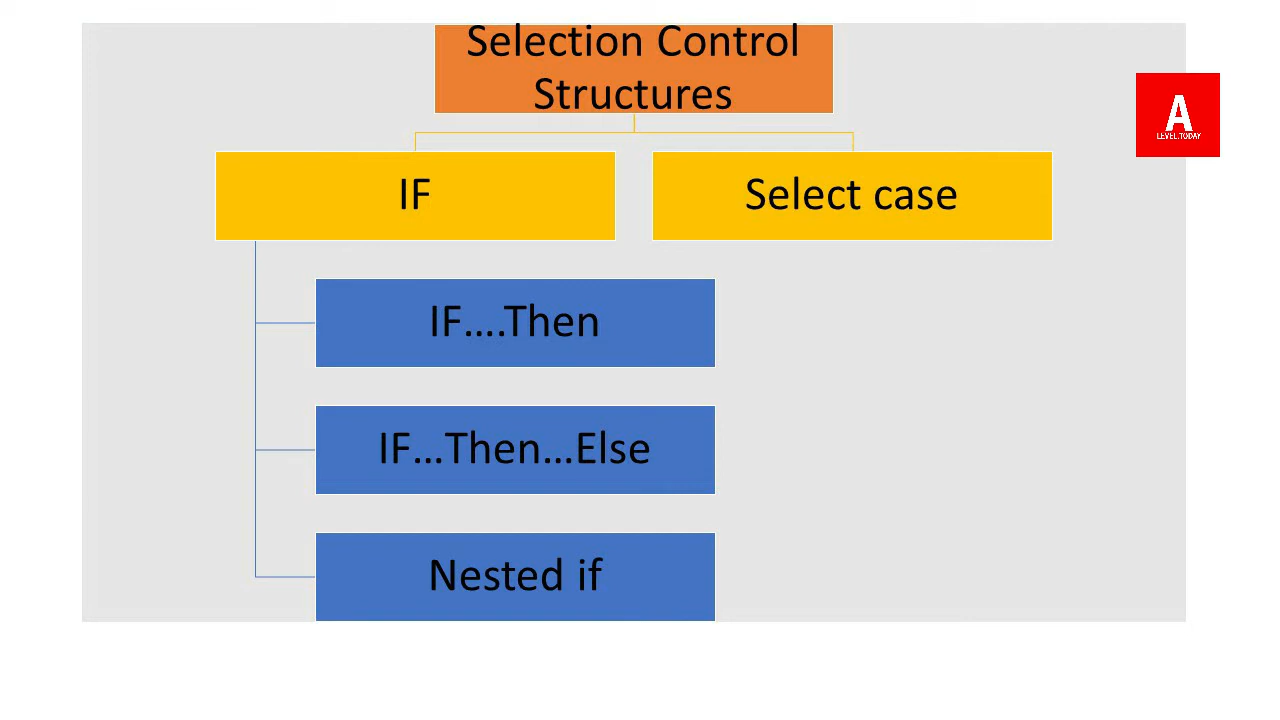 Selection Control
Structures
A
LEVEL.TODAY
IF
Select case
IF....Then
IF...Then...Else
Nested if